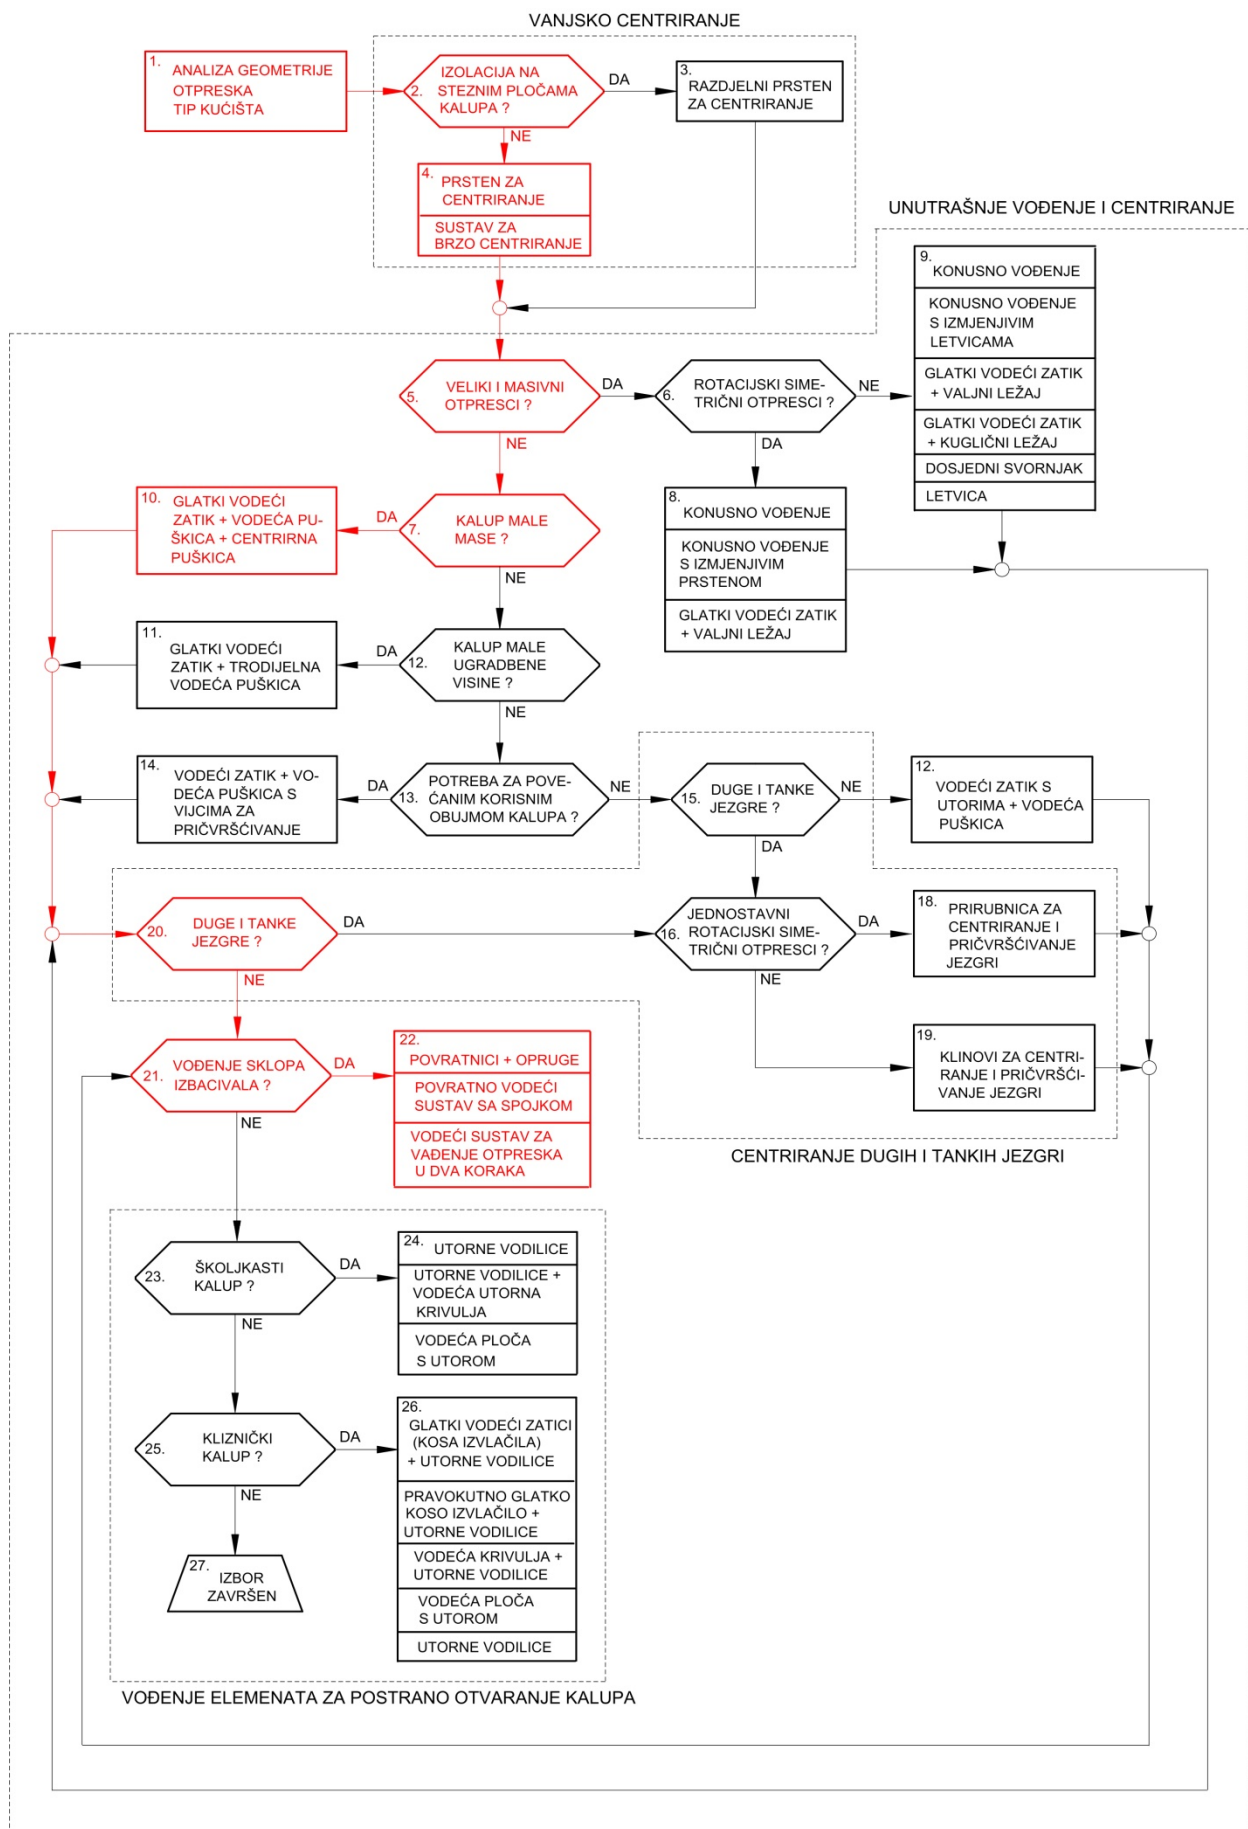 VANJSKO CENTRIRANJE
1.
ANALIZA GEOMETRIJE
OTPRESKA
TIP KUĆIŠTA
2.
IZOLACIJA NA
STEZNIM PLOČAMA
KALUPA ?
DA
3.
RAZDJELNI PRSTEN
ZA CENTRIRANJE
NE
4.
PRSTEN ZA
CENTRIRANJE
SUSTAV ZA
BRZO CENTRIRANJE
UNUTRAŠNJE VOĐENJE I CENTRIRANJE
5.
VELIKI I MASIVNI
OTPRESCI ?
DA
6.
ROTACIJSKI SIME-
TRIČNI OTPRESCI ?
NE
9.
KONUSNO VOĐENJE
KONUSNO VOĐENJE
S IZMJENJIVIM
LETVICAMA
GLATKI VODEĆI ZATIK
+ VALJNI LEŽAJ
GLATKI VODEĆI ZATIK
+ KUGLIČNI LEŽAJ
DOSJEDNI SVORNJAK
LETVICA
NE
DA
8.
KONUSNO VOĐENJE
KONUSNO VOĐENJE
S IZMJENJIVIM
PRSTENOM
GLATKI VODEĆI ZATIK
+ VALJNI LEŽAJ
7.
KALUP MALE
MASE ?
DA
10.
GLATKI VODEĆI
ZATIK + VODEĆA PU-
ŠKICA + CENTRIRNA
PUŠKICA
NE
12.
KALUP MALE
UGRADBENE
VISINE ?
DA
11.
GLATKI VODEĆI
ZATIK + TRODIJELNA
VODEĆA PUŠKICA
NE
13.
POTREBA ZA POVE-
ĆANIM KORISNIM
OBUJMOM KALUPA ?
DA
14.
VODEĆI ZATIK + VO-
DEĆA PUŠKICA S
VIJCIMA ZA
PRIČVRŠĆIVANJE
NE
15.
DUGE I TANKE
JEZGRE ?
NE
12.
VODEĆI ZATIK S
UTORIMA + VODEĆA
PUŠKICA
DA
20.
DUGE I TANKE
JEZGRE ?
DA
16.
JEDNOSTAVNI
ROTACIJSKI SIME-
TRIČNI OTPRESCI ?
DA
18.
PRIRUBNICA ZA
CENTRIRANJE I
PRIČVRŠĆIVANJE
JEZGRI
NE
NE
19.
KLINOVI ZA CENTRI-
RANJE I PRIČVRŠĆI-
VANJE JEZGRI
CENTRIRANJE DUGIH I TANKIH JEZGRI
21.
VOĐENJE SKLOPA
IZBACIVALA ?
DA
22.
POVRATNICI + OPRUGE
POVRATNO VODEĆI
SUSTAV SA SPOJKOM
VODEĆI SUSTAV ZA
VAĐENJE OTPRESKA
U DVA KORAKA
NE
23.
ŠKOLJKASTI
KALUP ?
DA
24.
UTORNE VODILICE
UTORNE VODILICE +
VODEĆA UTORNA
KRIVULJA
VODEĆA PLOČA
S UTOROM
NE
25.
KLIZNIČKI
KALUP ?
DA
26.
GLATKI VODEĆI ZATICI
(KOSA IZVLAČILA)
+ UTORNE VODILICE
PRAVOKUTNO GLATKO
KOSO IZVLAČILO +
UTORNE VODILICE
VODEĆA KRIVULJA +
UTORNE VODILICE
VODEĆA PLOČA
S UTOROM
UTORNE VODILICE
NE
27.
IZBOR
ZAVRŠEN
VOĐENJE ELEMENATA ZA POSTRANO OTVARANJE KALUPA